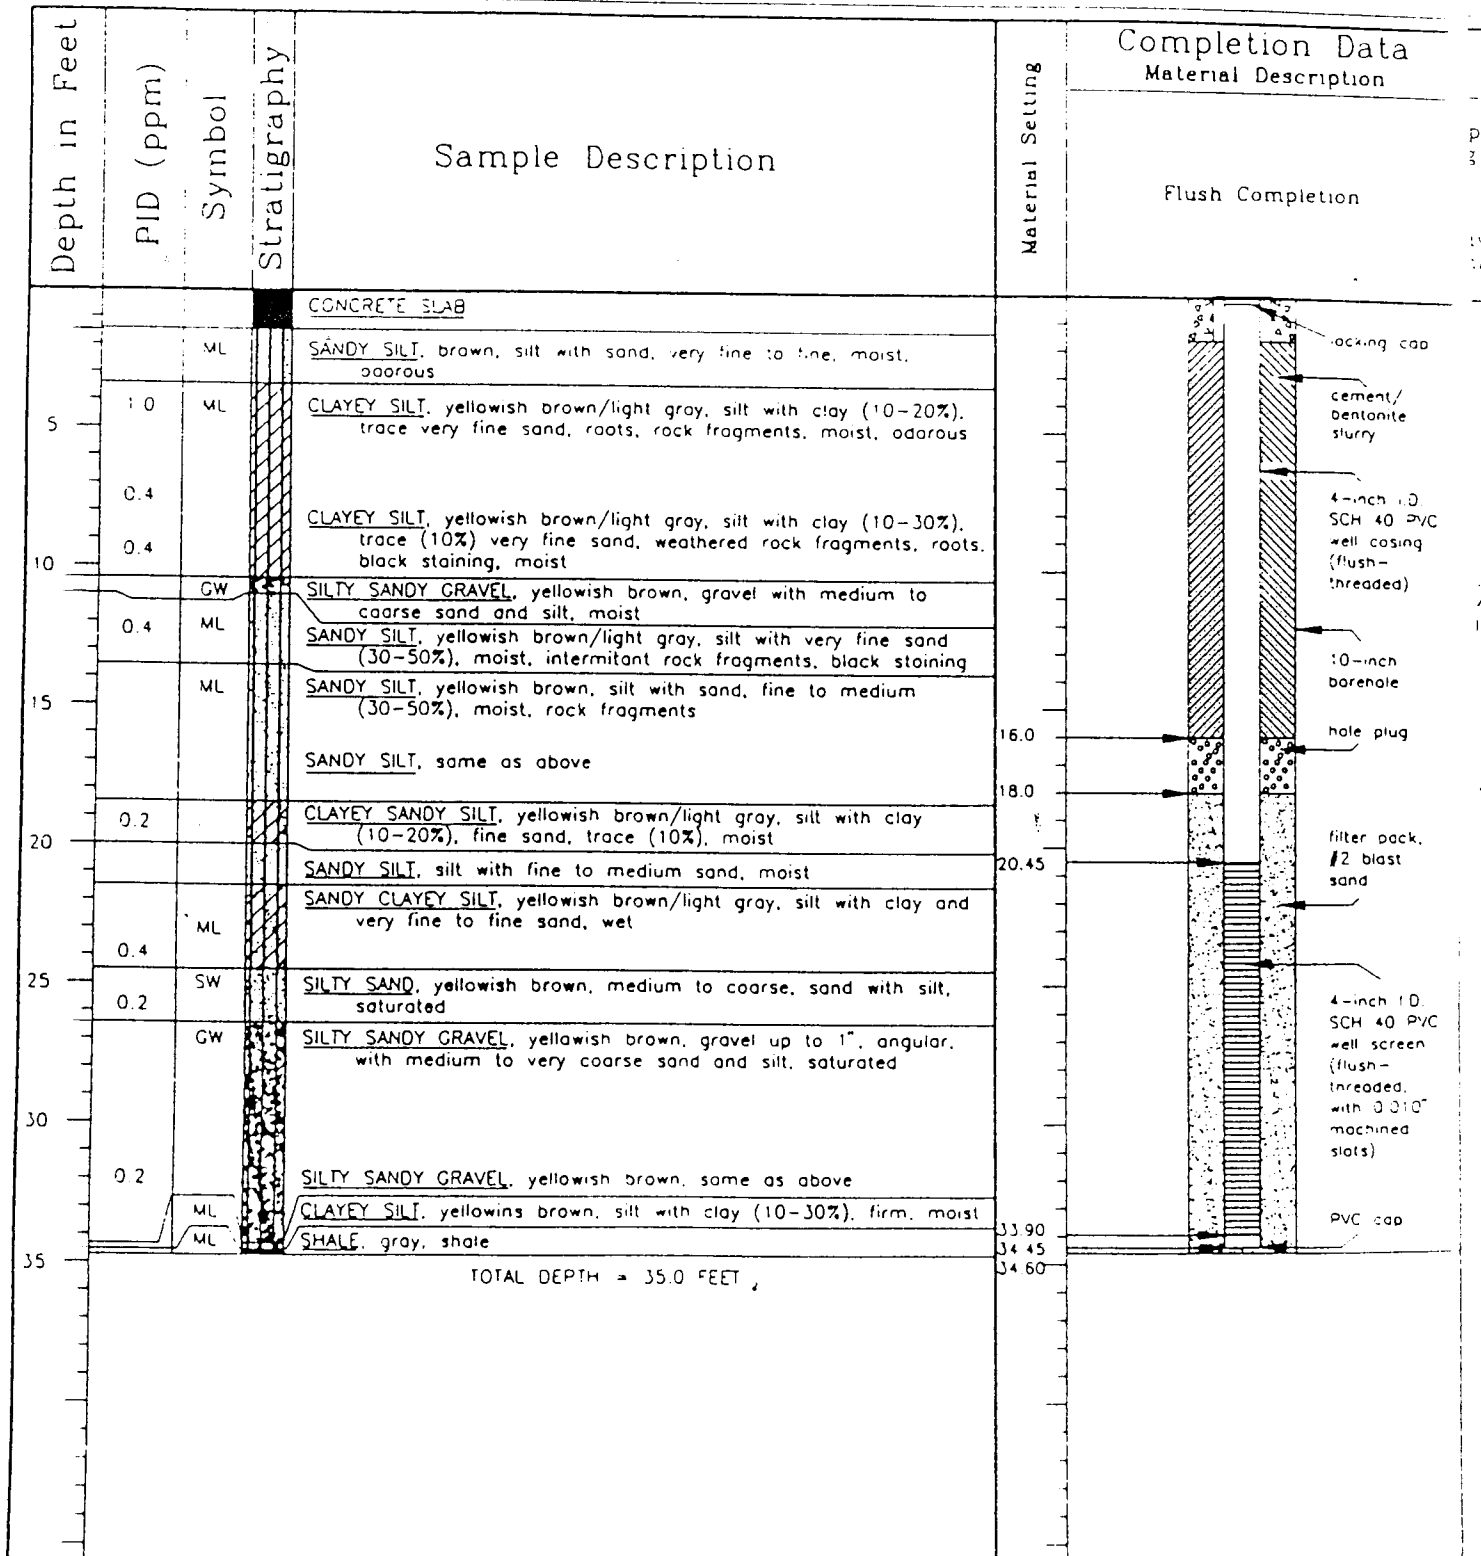 Depth in Feet
PID (ppm)
Symbol
Stratigraphy
Sample Description
Material Setting
Completion Data
Material Description
Flush Completion
CONCRETE SLAB
ML
SANDY SILT, brown, silt with sand, very fine to fine, moist,
odorous
1.0
ML
CLAYEY SILT, yellowish brown/light gray, silt with clay (10-20%),
trace very fine sand, roots, rock fragments, moist, odorous
5
0.4
CLAYEY SILT, yellowish brown/light gray, silt with clay (10-30%),
trace (10%) very fine sand, weathered rock fragments, roots,
black staining, moist
0.4
10
GW
SILTY SANDY GRAVEL, yellowish brown, gravel with medium to
coarse sand and silt, moist
0.4
ML
SANDY SILT, yellowish brown/light gray, silt with very fine sand
(30-50%), moist, intermitant rock fragments, black staining
ML
SANDY SILT, yellowish brown, silt with sand, fine to medium
(30-50%), moist, rock fragments
15
SANDY SILT, same as above
0.2
CLAYEY SANDY SILT, yellowish brown/light gray, silt with clay
(10-20%), fine sand, trace (10%), moist
20
SANDY SILT, silt with fine to medium sand, moist
SANDY CLAYEY SILT, yellowish brown/light gray, silt with clay and
very fine to fine sand, wet
ML
0.4
25
SW
SILTY SAND, yellowish brown, medium to coarse, sand with silt,
saturated
0.2
GW
SILTY SANDY GRAVEL, yellowish brown, gravel up to 1", angular,
with medium to very coarse sand and silt, saturated
30
0.2
SILTY SANDY GRAVEL, yellowish brown, same as above
ML
CLAYEY SILT, yellowins brown, silt with clay (10-30%), firm, moist
ML
SHALE, gray, shale
35
TOTAL DEPTH = 35.0 FEET
16.0
18.0
20.45
33.90
34.45
34.60
locking cap
cement/
bentonite
slurry
4-inch I.D.
SCH 40 PVC
well casing
(flush-
threaded)
10-inch
borehole
hole plug
filter pack,
#2 blast
sand
4-inch I.D.
SCH 40 PVC
well screen
(flush-
threaded,
with 0.010"
machined
slots)
PVC cap